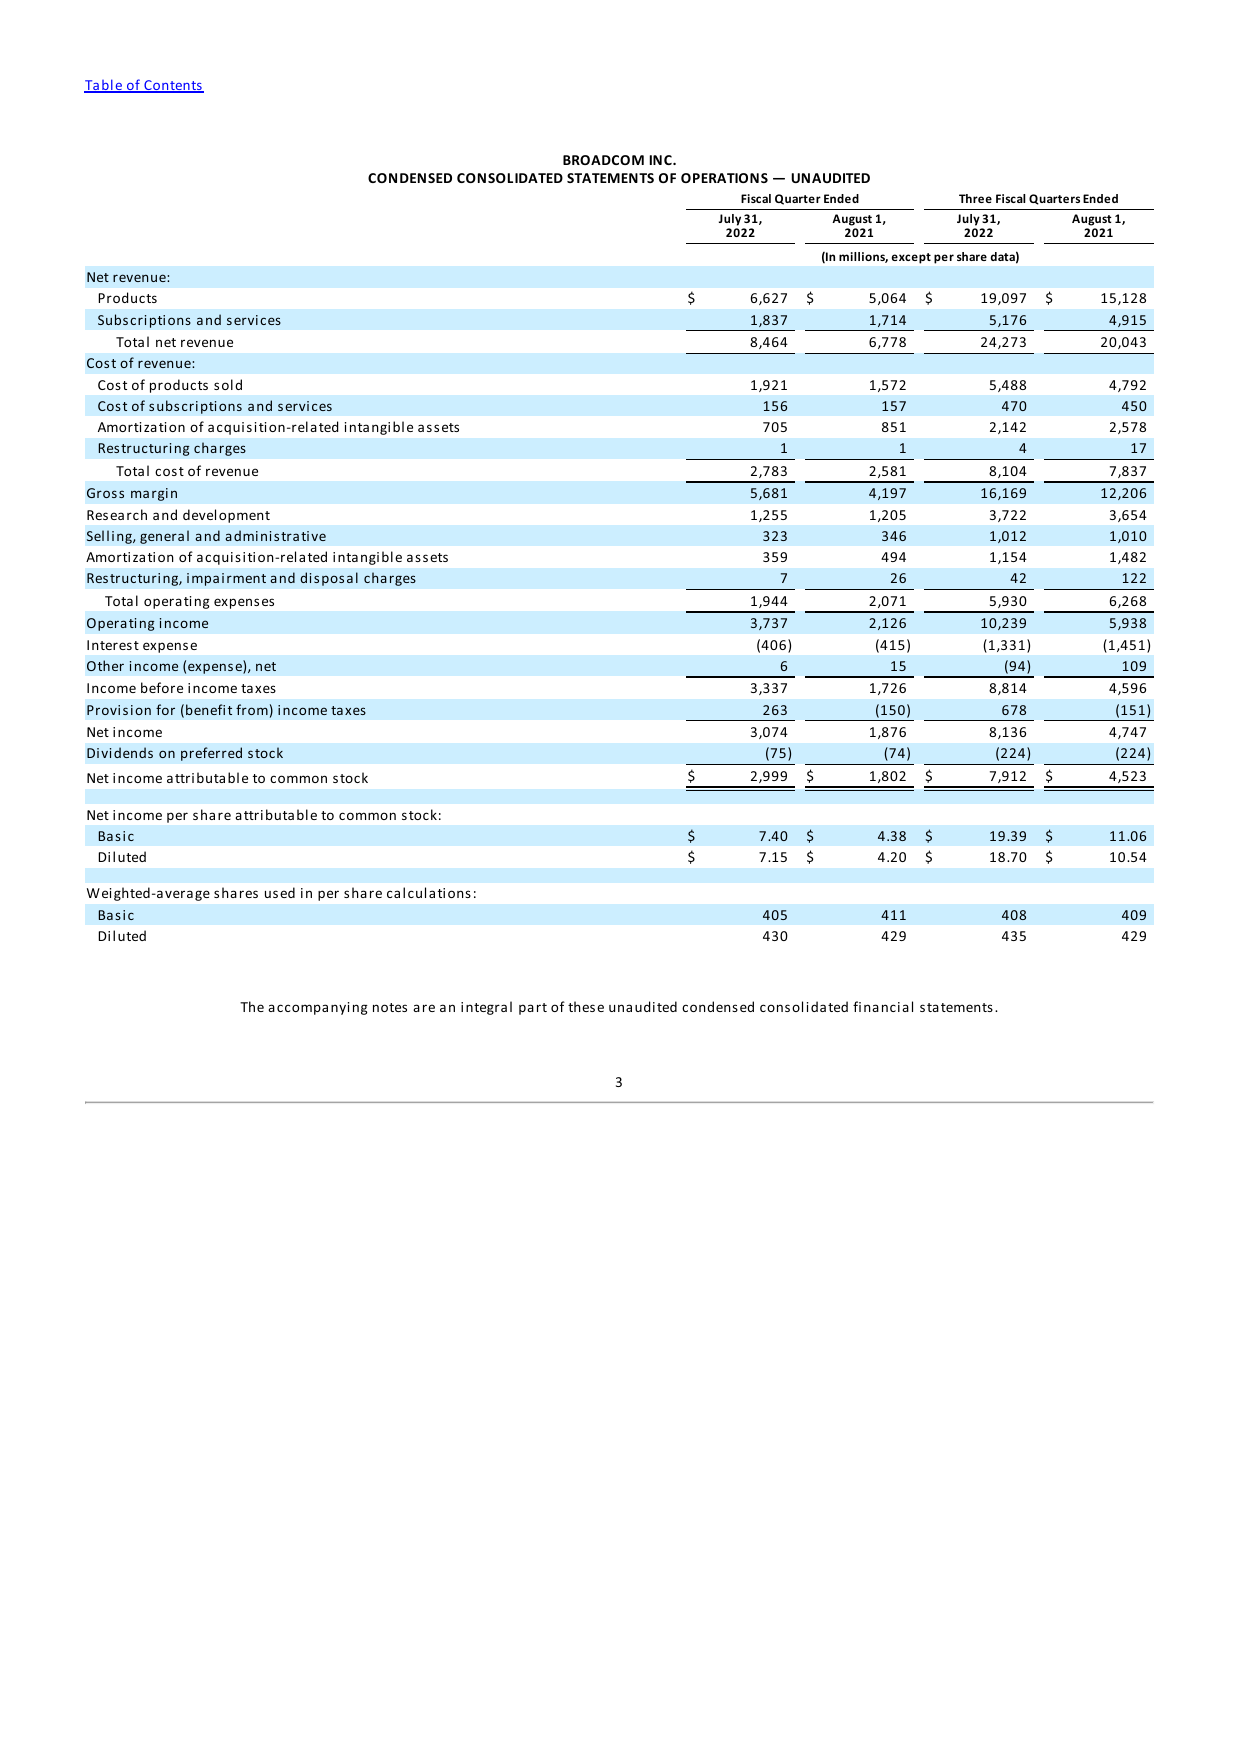 Table of Contents
BROADCOM INC.
CONDENSED CONSOLIDATED STATEMENTS OF OPERATIONS — UNAUDITED
Fiscal Quarter Ended Three Fiscal Quarters Ended
July 31, August 1, July 31, August 1,
2022 2021 2022 2021
(In millions, except per share data)
Net revenue:
Products $ 6,627 $ 5,064 $ 19,097 $ 15,128
Subscriptions and services 1,837 1,714 5,176 4,915
Total net revenue 8,464 6,778 24,273 20,043
Cost of revenue:
Cost of products sold 1,921 1,572 5,488 4,792
Cost of subscriptions and services 156 157 470 450
Amortization of acquisition-related intangible assets 705 851 2,142 2,578
Restructuring charges 1 1 4 17
Total cost of revenue 2,783 2,581 8,104 7,837
Gross margin 5,681 4,197 16,169 12,206
Research and development 1,255 1,205 3,722 3,654
Selling, general and administrative 323 346 1,012 1,010
Amortization of acquisition-related intangible assets 359 494 1,154 1,482
Restructuring, impairment and disposal charges 7 26 42 122
Total operating expenses 1,944 2,071 5,930 6,268
Operating income 3,737 2,126 10,239 5,938
Interest expense (406) (415) (1,331) (1,451)
Other income (expense), net 6 15 (94) 109
Income before income taxes 3,337 1,726 8,814 4,596
Provision for (benefit from) income taxes 263 (150) 678 (151)
Net income 3,074 1,876 8,136 4,747
Dividends on preferred stock (75) (74) (224) (224)
Net income attributable to common stock $ 2,999 $ 1,802 $ 7,912 $ 4,523
Net income per share attributable to common stock:
Basic $ 7.40 $ 4.38 $ 19.39 $ 11.06
Diluted $ 7.15 $ 4.20 $ 18.70 $ 10.54
Weighted-average shares used in per share calculations:
Basic 405 411 408 409
Diluted 430 429 435 429
The accompanying notes are an integral part of these unaudited condensed consolidated financial statements.
3